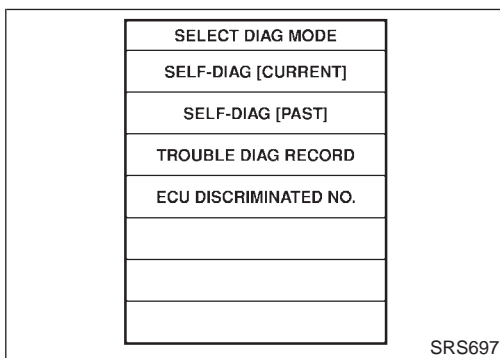 SELECT DIAG MODE
SELF-DIAG [CURRENT]
SELF-DIAG [PAST]
TROUBLE DIAG RECORD
ECU DISCRIMINATED NO.
SRS697